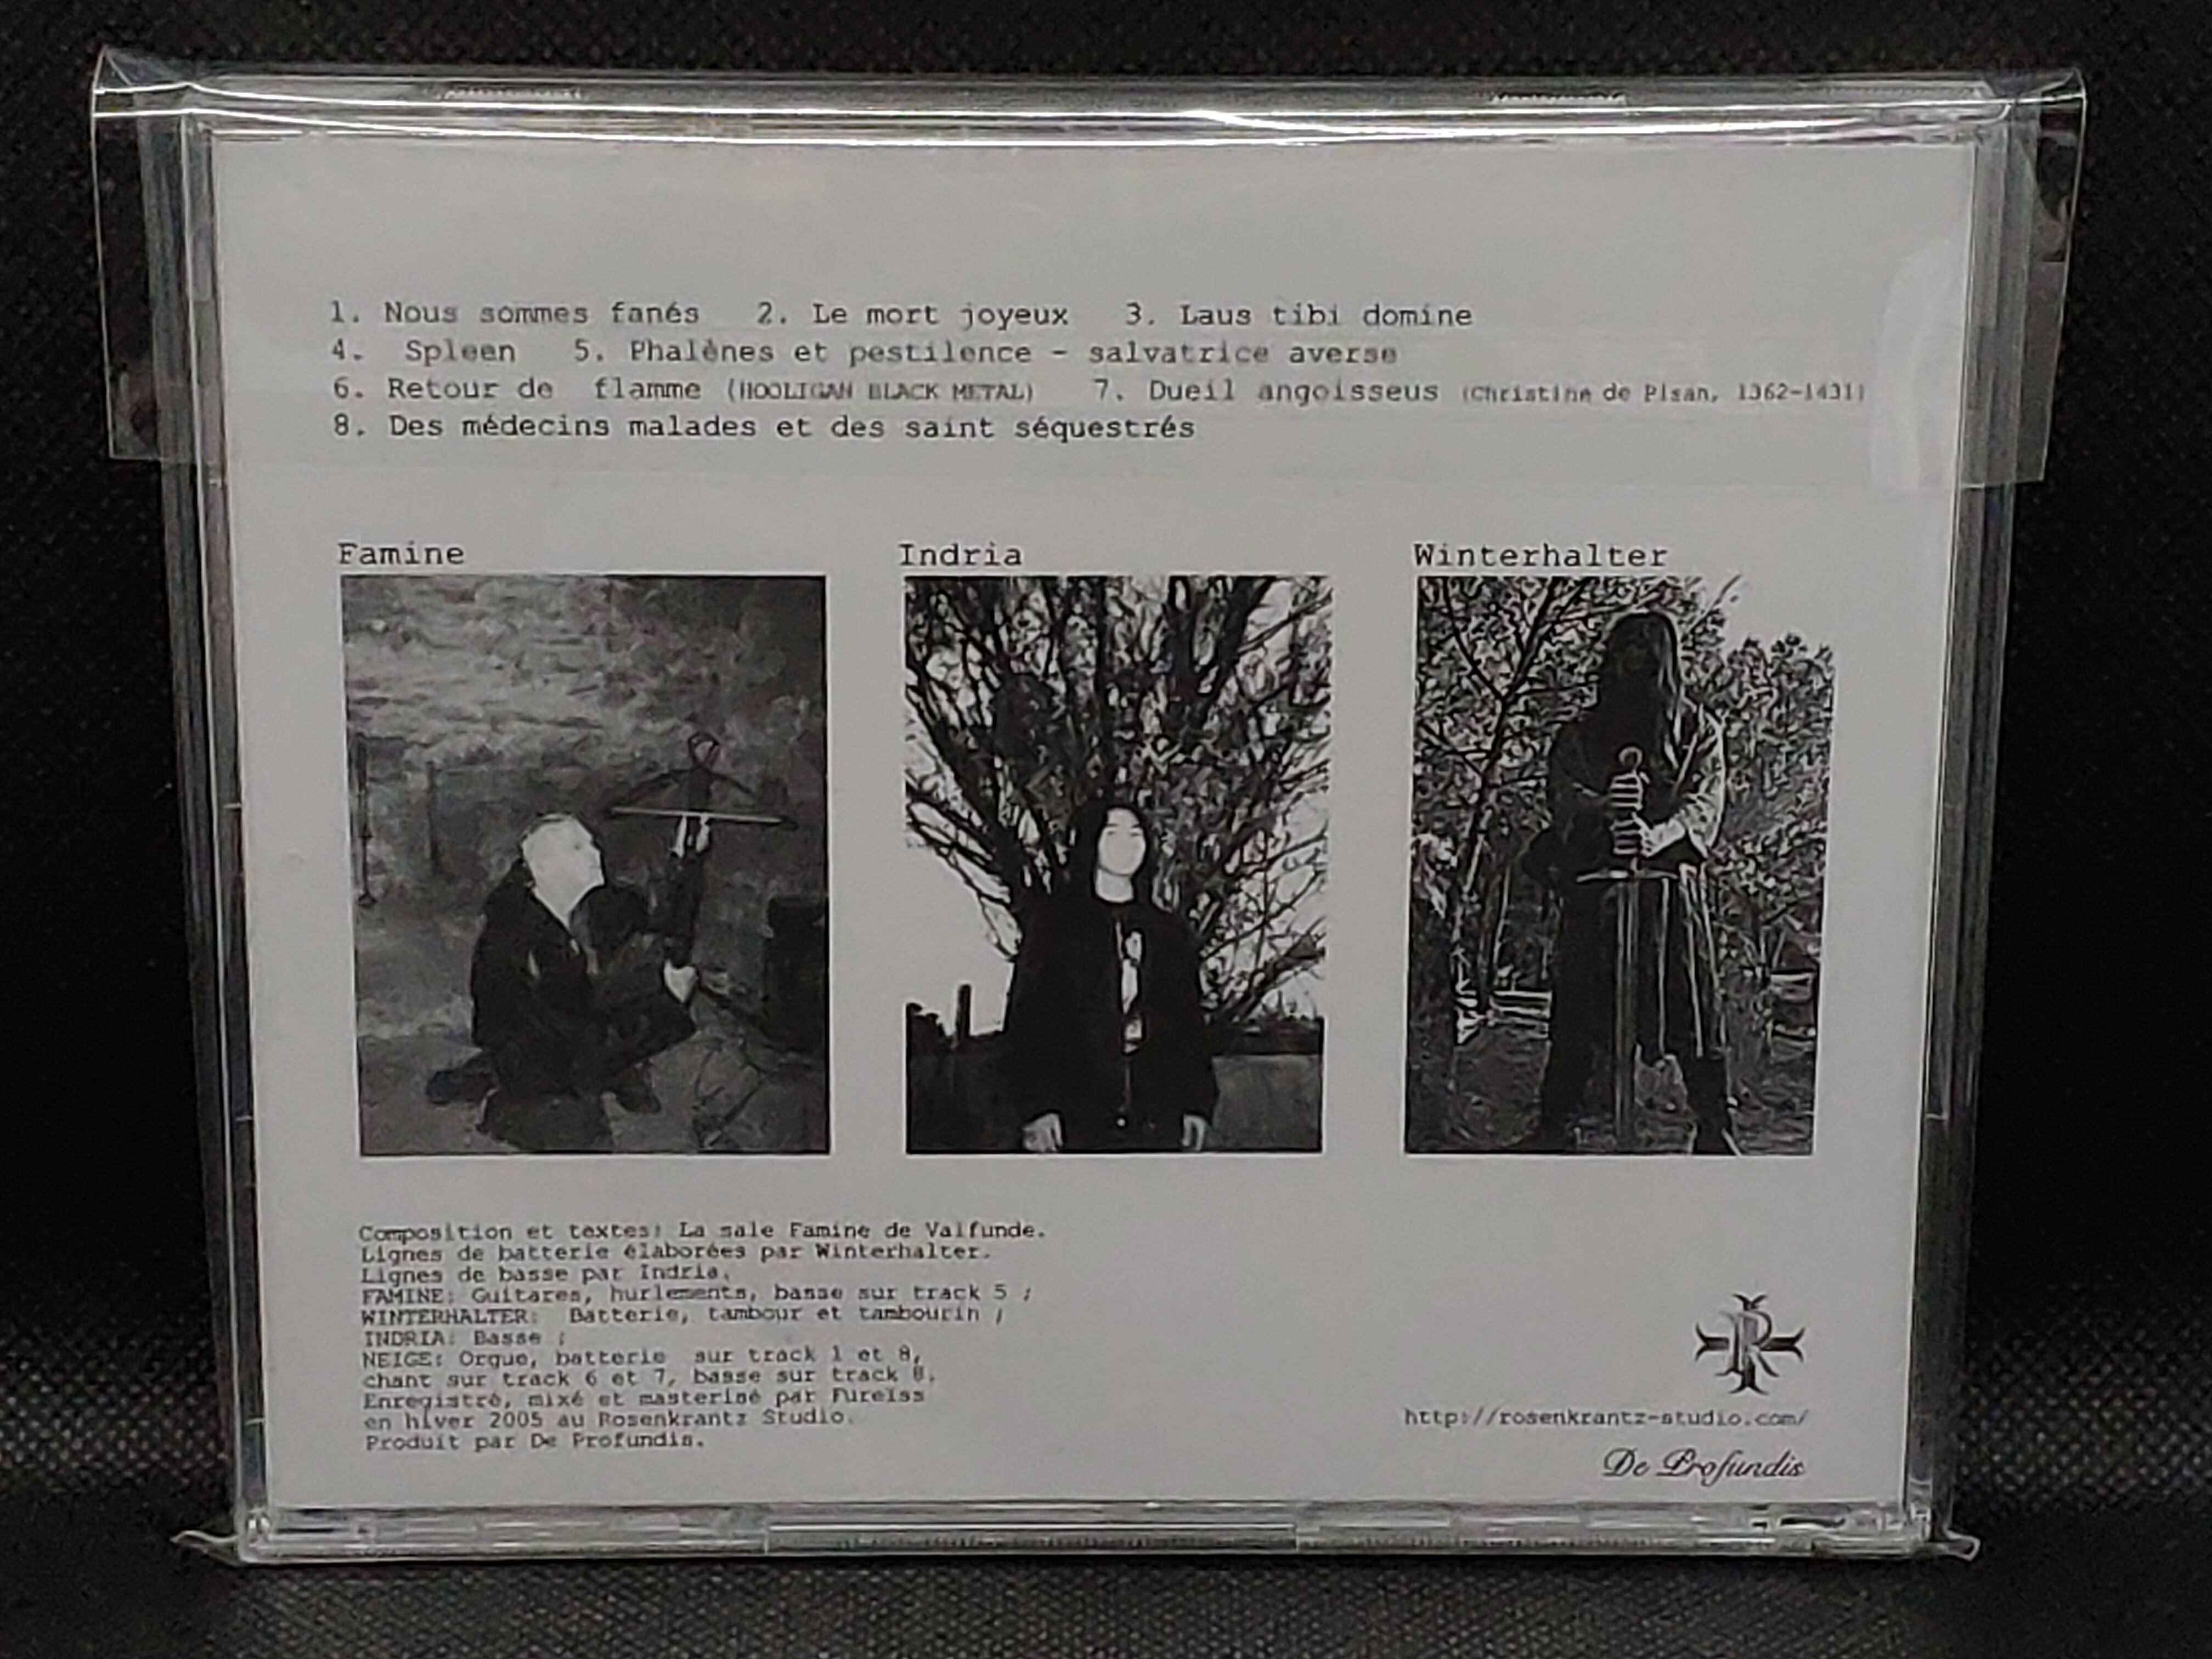 1. Nous sommes fanés 2. Le mort joyeux 3. Laus tibi domine
4. Spleen 5. Phalènes et pestilence - salvatrice averse
6. Retour de flamme (HOOLIGAN BLACK METAL) 7. Dueil angoisseus (Christine de Pisan, 1362-1431)
8. Des médecins malades et des saint séquestrés
Famine Indria Winterhalter
Composition et textes: La sale Famine de Valfunde.
Lignes de batterie élaborées par Winterhalter.
Lignes de basse par Indria.
FAMINE: Guitares, hurlements, basse sur track 5 ;
WINTERHALTER: Batterie, tambour et tambourin ;
INDRIA: Basse ;
NEIGE: Orgue, batterie sur track 1 et 8,
chant sur track 6 et 7, basse sur track 8.
Enregistré, mixé et masterisé par Fureiss
en hiver 2005 au Rosenkrantz Studio.
Produit par De Profundis.
http://rosenkrantz-studio.com/
De Profundis